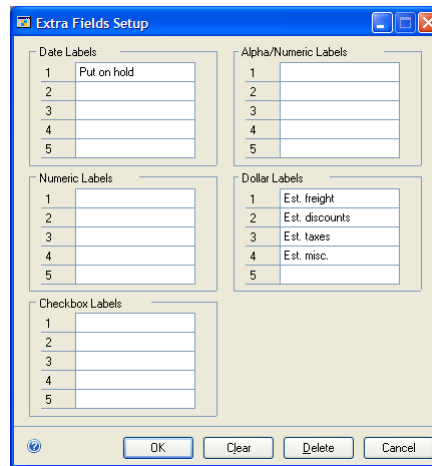 Extra Fields Setup
Date Labels
1 Put on hold
2
3
4
5
Alpha/Numeric Labels
1
2
3
4
5
Numeric Labels
1
2
3
4
5
Dollar Labels
1 Est. freight
2 Est. discounts
3 Est. taxes
4 Est. misc.
5
Checkbox Labels
1
2
3
4
5
OK Clear Delete Cancel